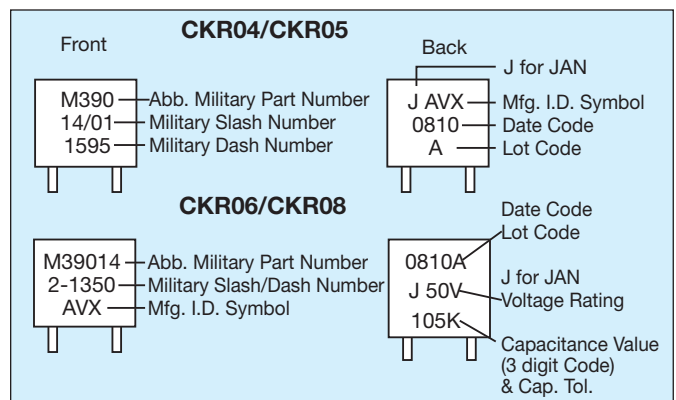 CKR04/CKR05
Front
M390 Abb. Military Part Number
14/01 Military Slash Number
1595 Military Dash Number
Back
J for JAN
J AVX Mfg. I.D. Symbol
0810 Date Code
A Lot Code
CKR06/CKR08
M39014 Abb. Military Part Number
2-1350 Military Slash/Dash Number
AVX Mfg. I.D. Symbol
Date Code
Lot Code
0810A
J for JAN
J 50V
Voltage Rating
105K
Capacitance Value
(3 digit Code)
& Cap. Tol.